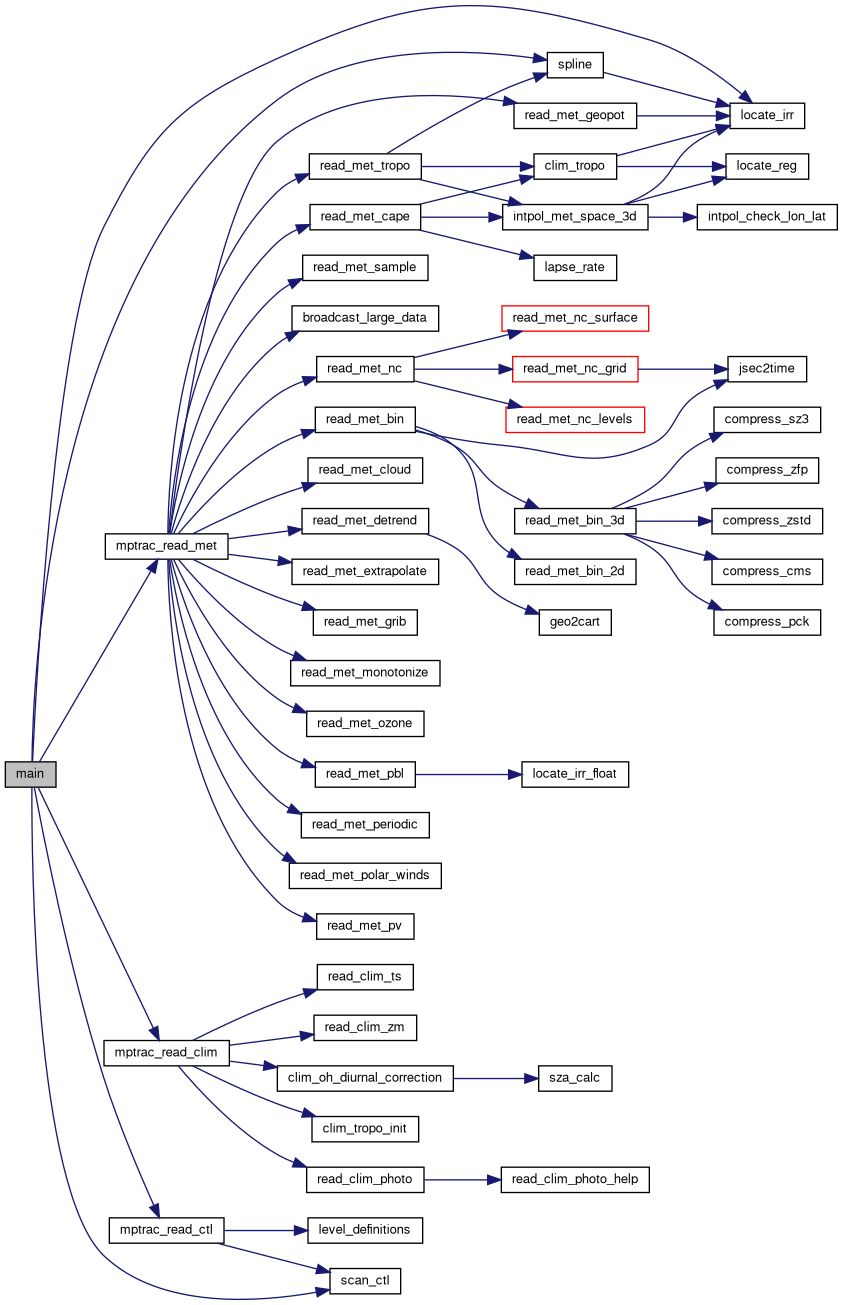 spline
locate_irr
read_met_geopot
read_met_tropo
clim_tropo
locate_reg
read_met_cape
intpol_met_space_3d
intpol_check_lon_lat
read_met_sample
lapse_rate
broadcast_large_data
read_met_nc_surface
read_met_nc
read_met_nc_grid
jsec2time
read_met_bin
read_met_nc_levels
compress_sz3
read_met_cloud
compress_zfp
mptrac_read_met
read_met_detrend
read_met_bin_3d
compress_zstd
read_met_extrapolate
read_met_bin_2d
compress_cms
read_met_grib
geo2cart
compress_pck
read_met_monotonize
read_met_ozone
main
read_met_pbl
locate_irr_float
read_met_periodic
read_met_polar_winds
read_met_pv
read_clim_ts
read_clim_zm
mptrac_read_clim
clim_oh_diurnal_correction
sza_calc
clim_tropo_init
read_clim_photo
read_clim_photo_help
mptrac_read_ctl
level_definitions
scan_ctl